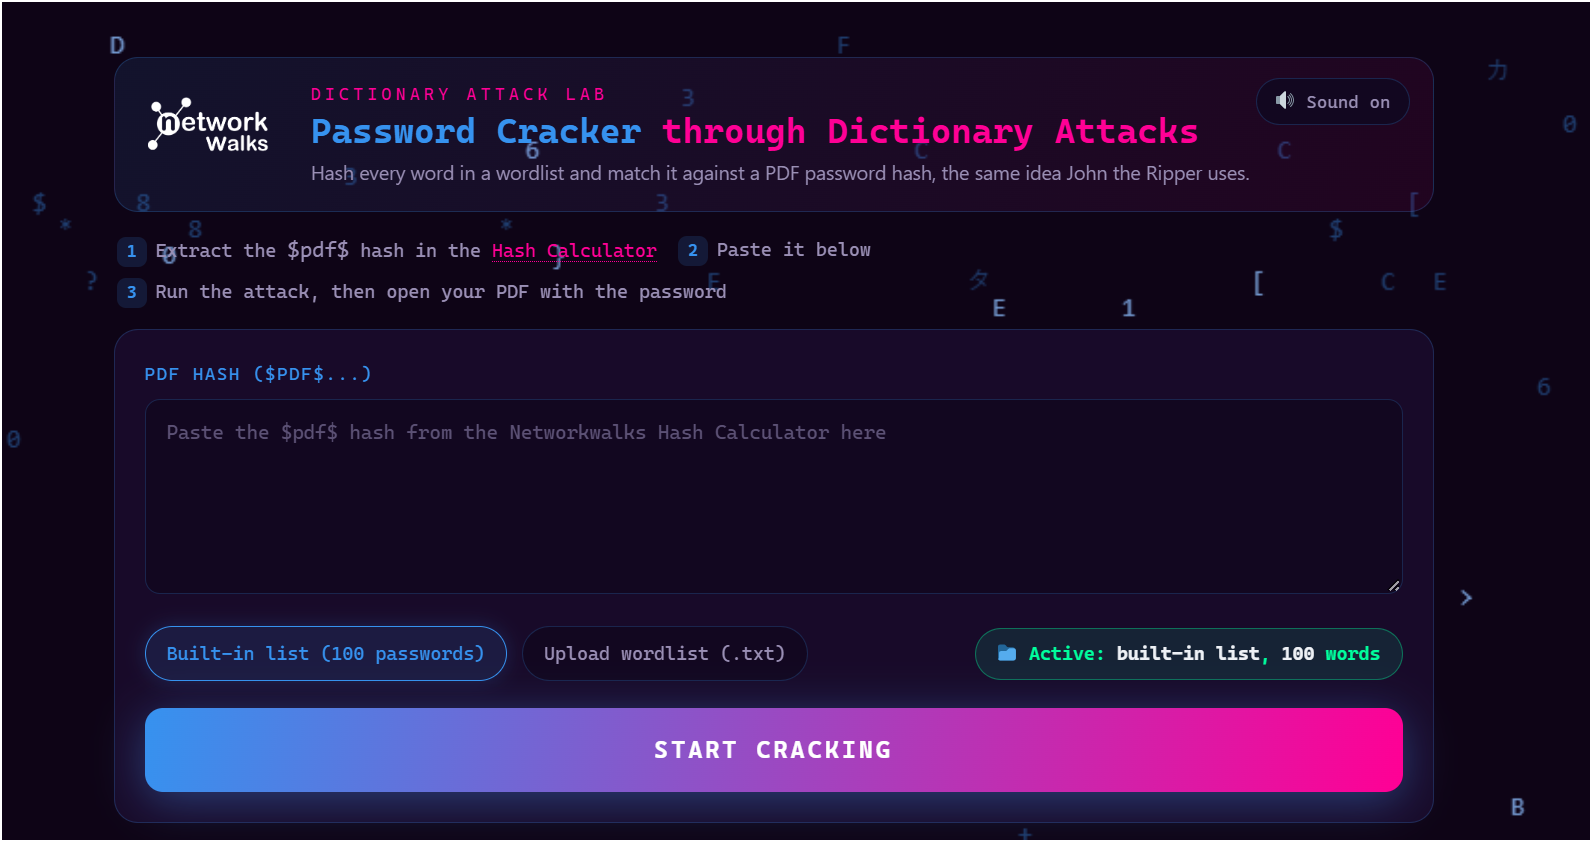 network
walks
DICTIONARY ATTACK LAB
Password Cracker through Dictionary Attacks
Hash every word in a wordlist and match it against a PDF password hash, the same idea John the Ripper uses.
Sound on
1 Extract the $pdf$ hash in the Hash Calculator
2 Paste it below
3 Run the attack, then open your PDF with the password
PDF HASH ($PDF$...)
Paste the $pdf$ hash from the Networkwalks Hash Calculator here
Built-in list (100 passwords)
Upload wordlist (.txt)
Active: built-in list, 100 words
START CRACKING